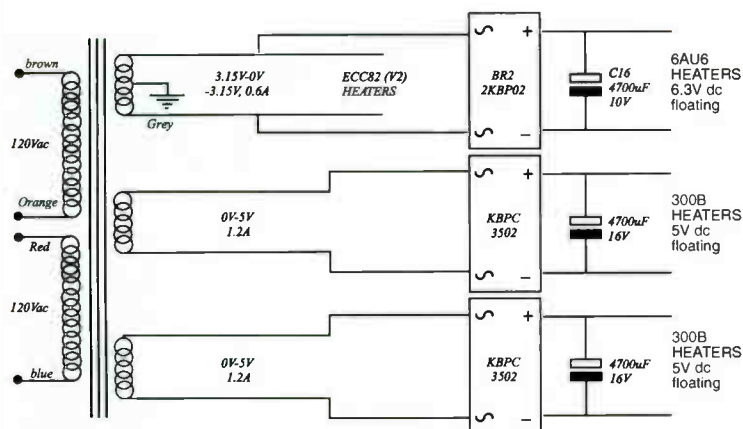 brown
120Vac
Orange
Red
120Vac
blue
3.15V-0V
-3.15V, 0.6A
Grey
ECC82 (V2)
HEATERS
BR2
2KBP02
+
−
C16
4700uF
10V
6AU6
HEATERS
6.3V dc
floating
0V-5V
1.2A
KBPC
3502
+
−
4700uF
16V
300B
HEATERS
5V dc
floating
0V-5V
1.2A
KBPC
3502
+
−
4700uF
16V
300B
HEATERS
5V dc
floating